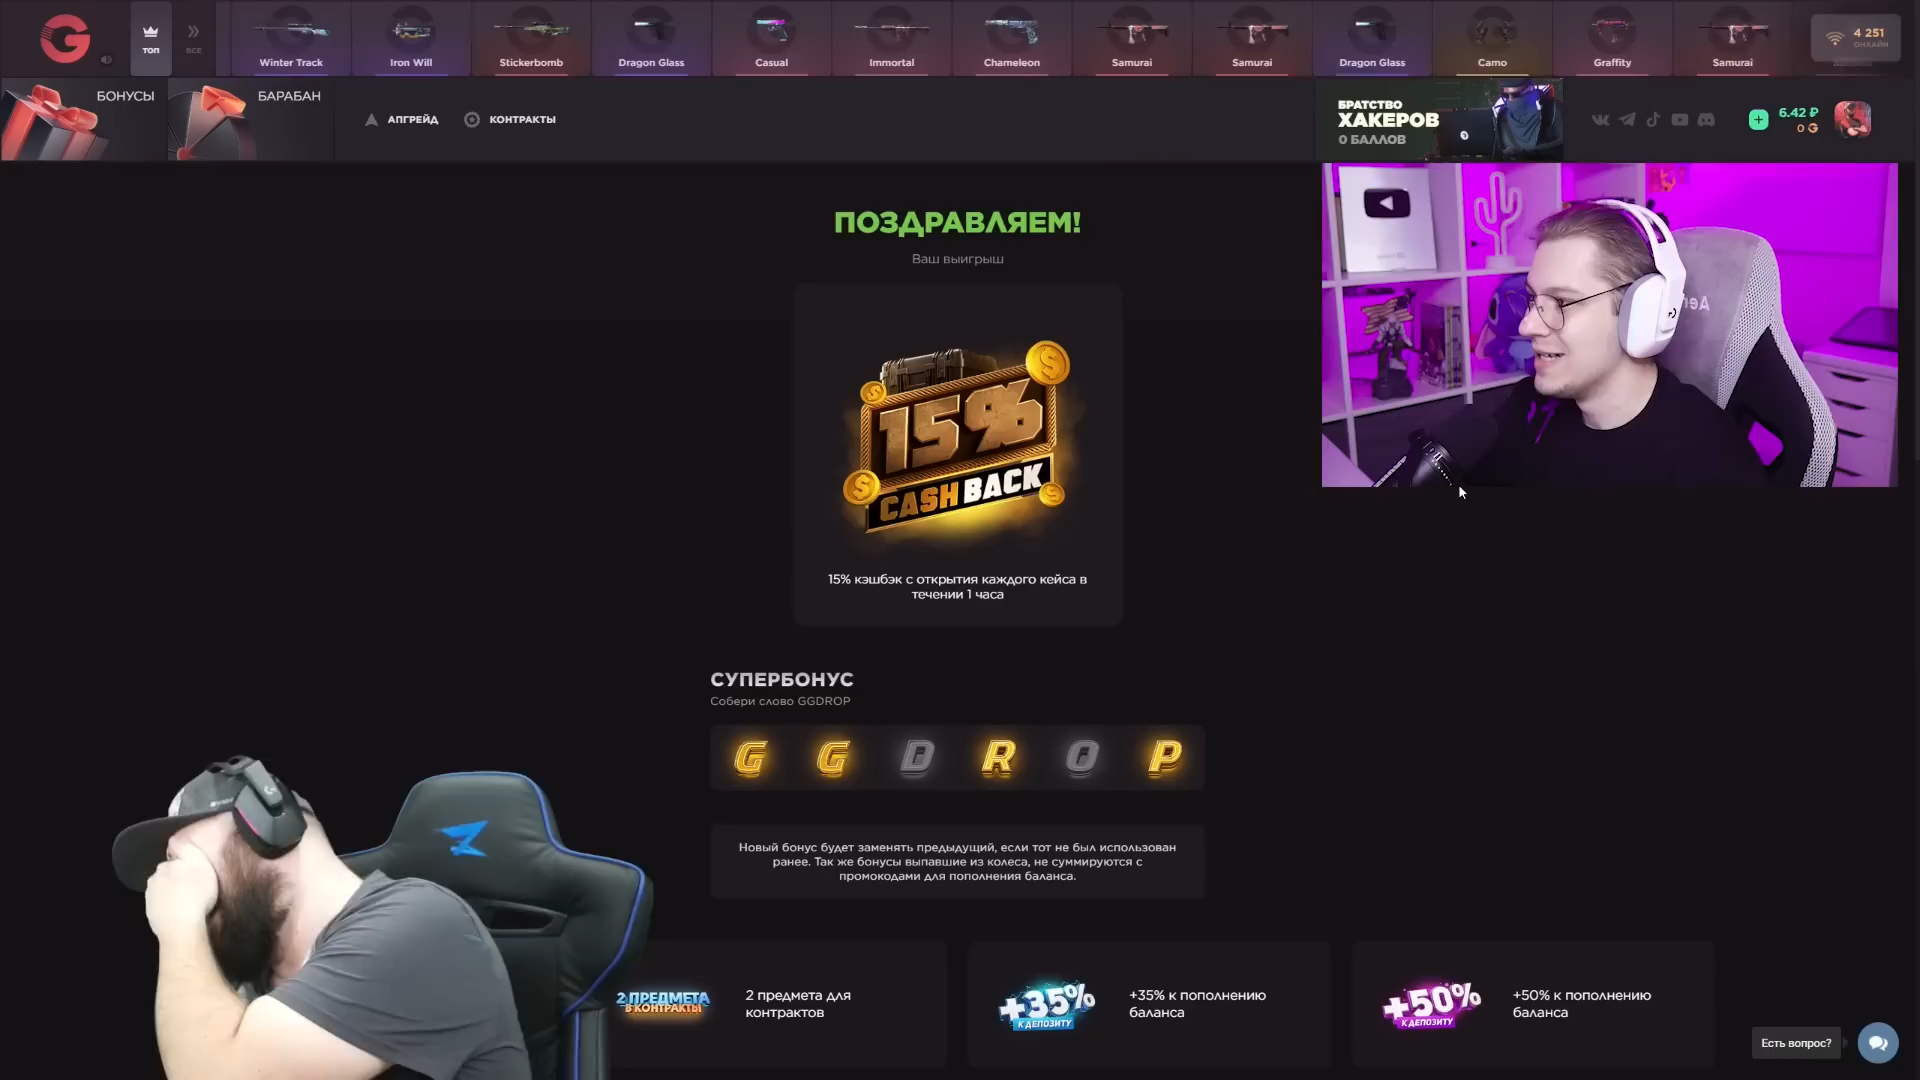 ТОП
ВСЕ
Winter Track
Iron Will
Stickerbomb
Dragon Glass
Casual
Immortal
Chameleon
Samurai
Samurai
Dragon Glass
Camo
Graffity
Samurai
4 251
ОНЛАЙН
БОНУСЫ
БАРАБАН
АПГРЕЙД
КОНТРАКТЫ
БРАТСТВО
ХАКЕРОВ
0 БАЛЛОВ
6.42 ₽
0 G
ПОЗДРАВЛЯЕМ!
Ваш выигрыш
15%
CASHBACK
15% кэшбэк с открытия каждого кейса в
течении 1 часа
СУПЕРБОНУС
Собери слово GGDROP
G G D R O P
Новый бонус будет заменять предыдущий, если тот не был использован
ранее. Так же бонусы выпавшие из колеса, не суммируются с
промокодами для пополнения баланса.
2 ПРЕДМЕТА
В КОНТРАКТЫ
2 предмета для
контрактов
+35%
К ДЕПОЗИТУ
+35% к пополнению
баланса
+50%
К ДЕПОЗИТУ
+50% к пополнению
баланса
Есть вопрос?